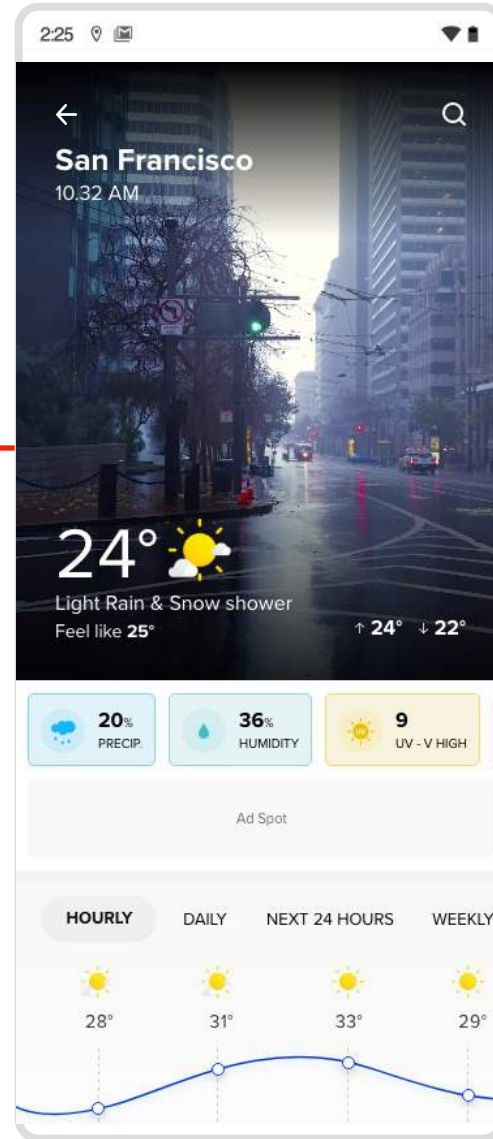 2:25
San Francisco
10.32 AM
24°
Light Rain & Snow shower
Feel like 25°
↑ 24° ↓ 22°
20%
PRECIP.
36%
HUMIDITY
UV
9
UV - V HIGH
Ad Spot
HOURLY DAILY NEXT 24 HOURS WEEKLY
28° 31° 33° 29°